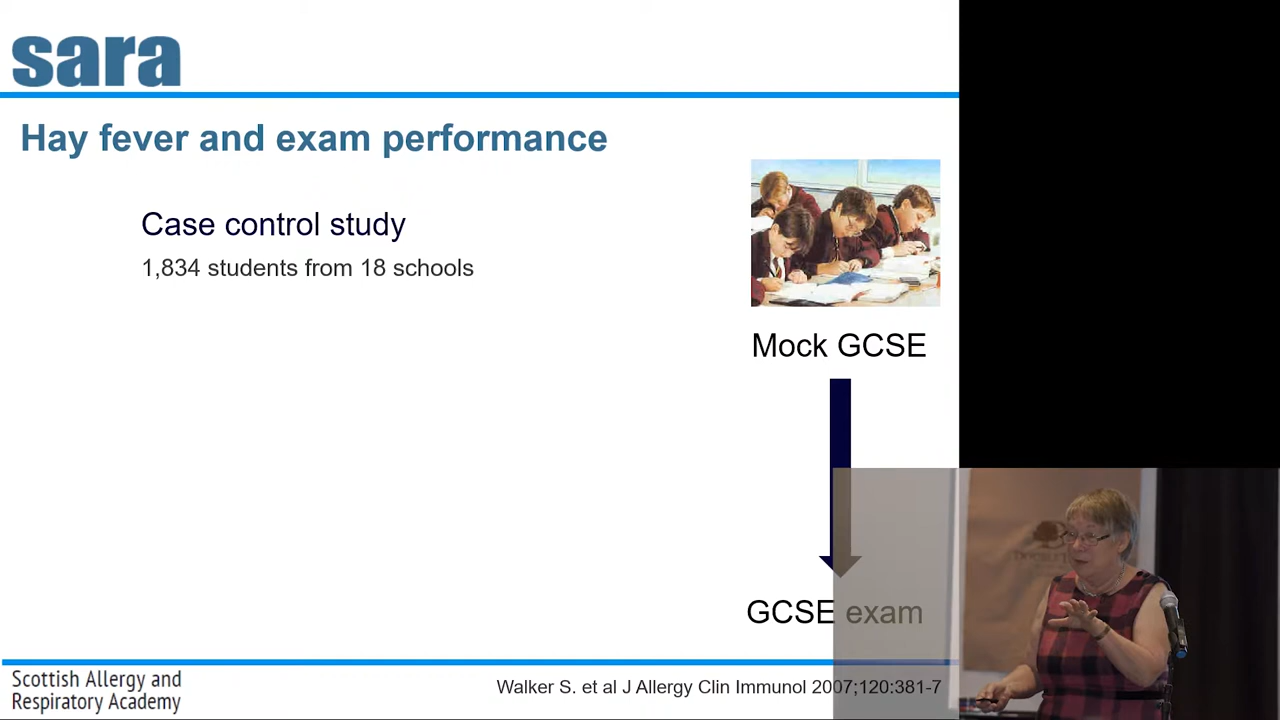 sara
Hay fever and exam performance
Case control study
1,834 students from 18 schools
Mock GCSE
GCSE exam
Scottish Allergy and
Respiratory Academy
Walker S. et al J Allergy Clin Immunol 2007;120:381-7